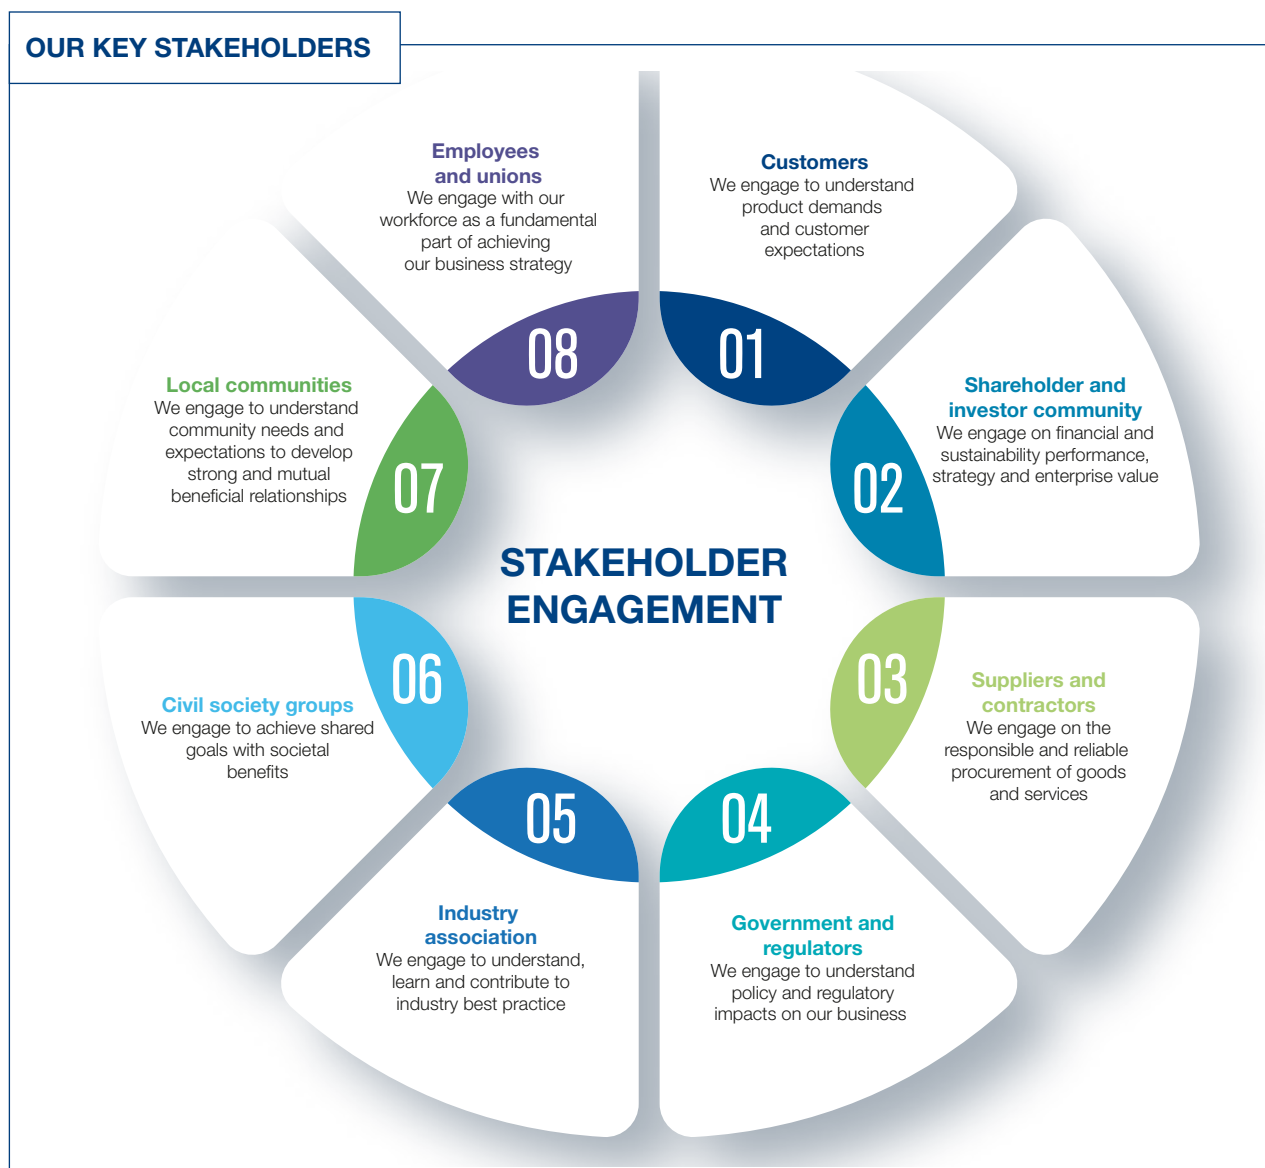 OUR KEY STAKEHOLDERS
STAKEHOLDER
ENGAGEMENT
01
Customers
We engage to understand
product demands
and customer
expectations
02
Shareholder and
investor community
We engage on financial and
sustainability performance,
strategy and enterprise value
03
Suppliers and
contractors
We engage on the
responsible and reliable
procurement of goods
and services
04
Government and
regulators
We engage to understand
policy and regulatory
impacts on our business
05
Industry
association
We engage to understand,
learn and contribute to
industry best practice
06
Civil society groups
We engage to achieve shared
goals with societal
benefits
07
Local communities
We engage to understand
community needs and
expectations to develop
strong and mutual
beneficial relationships
08
Employees
and unions
We engage with our
workforce as a fundamental
part of achieving
our business strategy